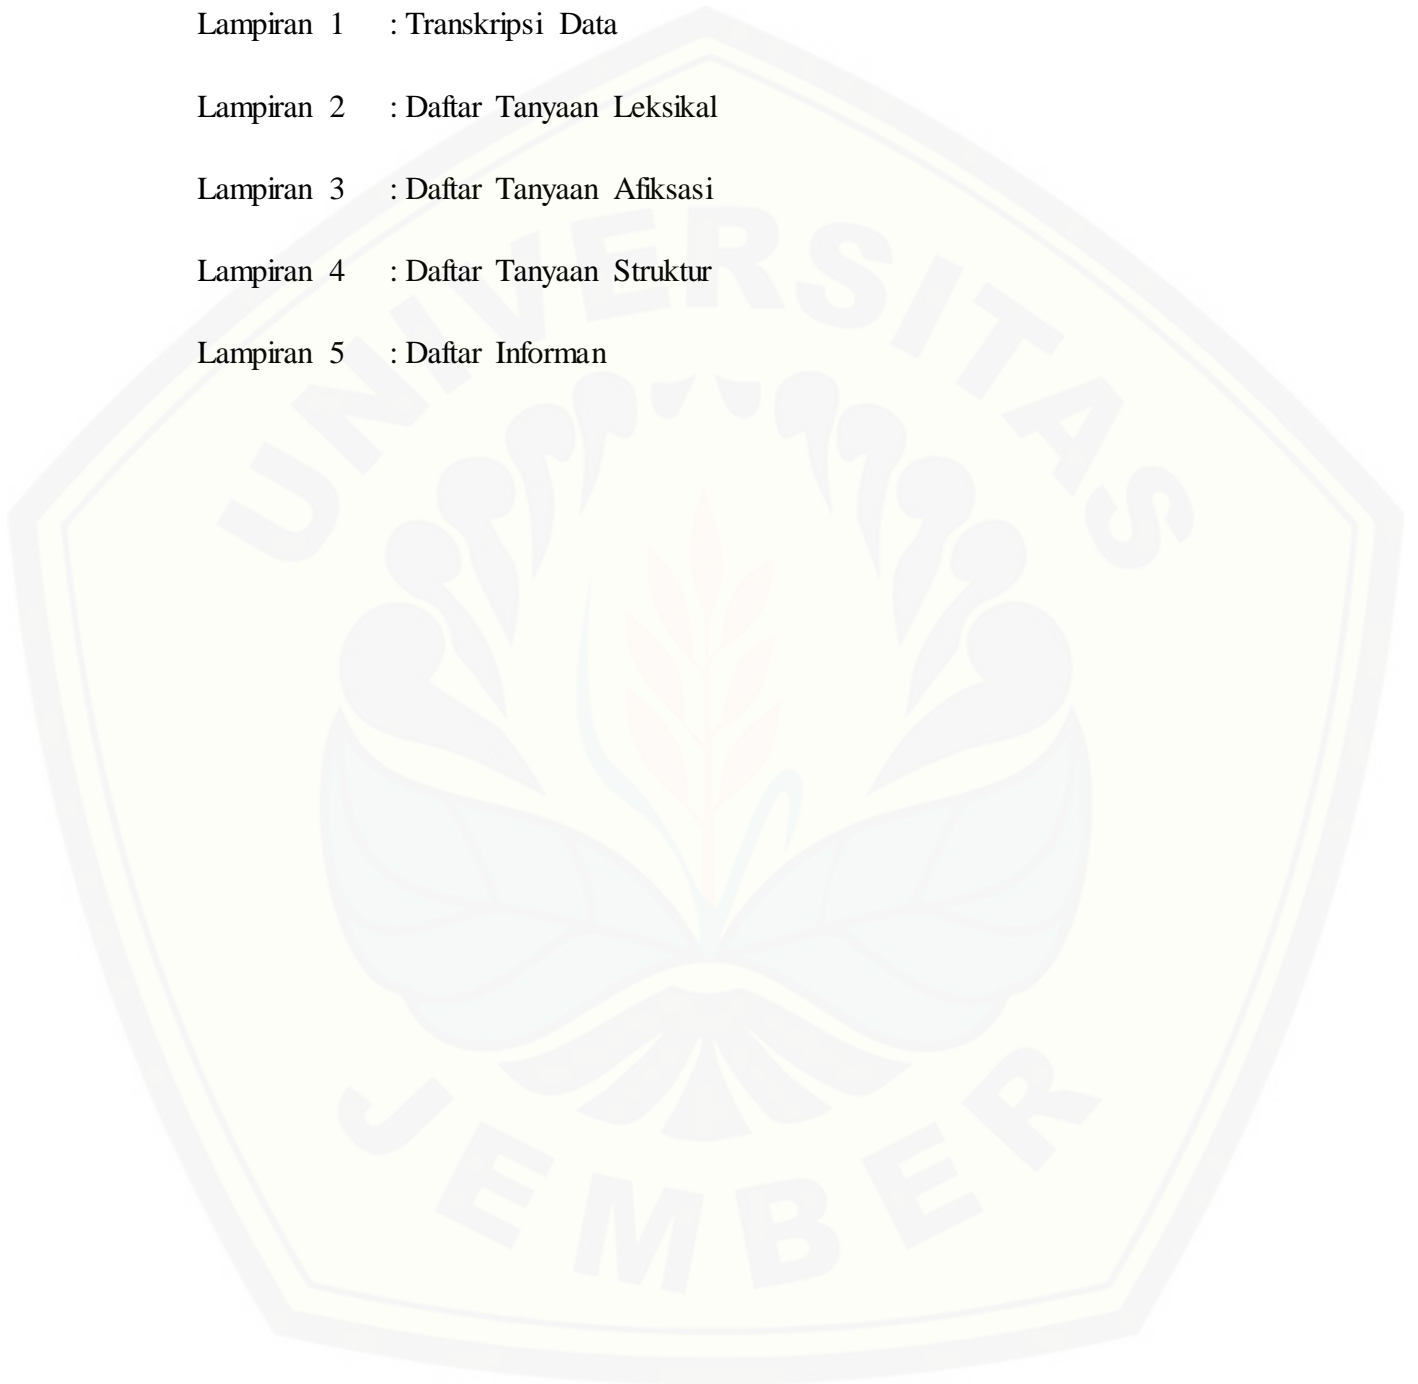 Lampiran 1 : Transkripsi Data
Lampiran 2 : Daftar Tanyaan Leksikal
Lampiran 3 : Daftar Tanyaan Afiksasi
Lampiran 4 : Daftar Tanyaan Struktur
Lampiran 5 : Daftar Informan
UNIVERSITAS
JEMBER